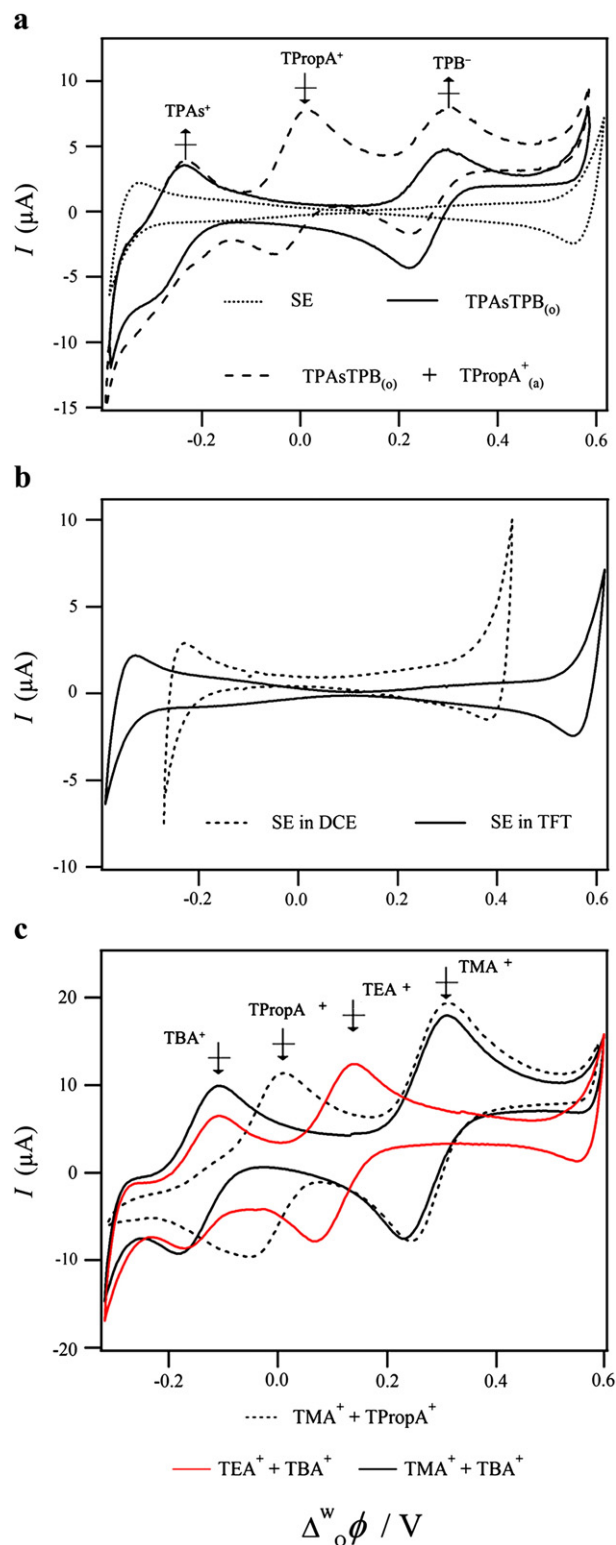 a
TPAs⁺
TPropA⁺
TPB⁻
10
5
0
-5
-10
-15
I (μA)
SE
TPAsTPB(o)
TPAsTPB(o) + TPropA⁺(a)
-0.2 0.0 0.2 0.4 0.6
b
10
5
0
-5
-10
I (μA)
SE in DCE
SE in TFT
-0.2 0.0 0.2 0.4 0.6
c
TBA⁺
TPropA ⁺
TEA ⁺
TMA ⁺
20
10
0
-10
-20
I (μA)
-0.2 0.0 0.2 0.4 0.6
TMA⁺ + TPropA⁺
TEA⁺ + TBA⁺
TMA⁺ + TBA⁺
Δʷₒϕ / V